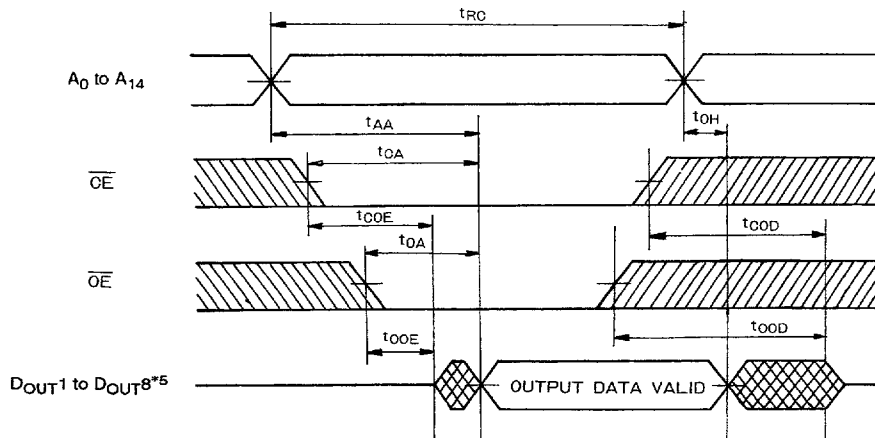 tRC
A0 to A14
tAA
tOH
tCA
CE
tCOE
tCOD
tOA
OE
tOOE
tOOD
DOUT1 to DOUT8*5
OUTPUT DATA VALID